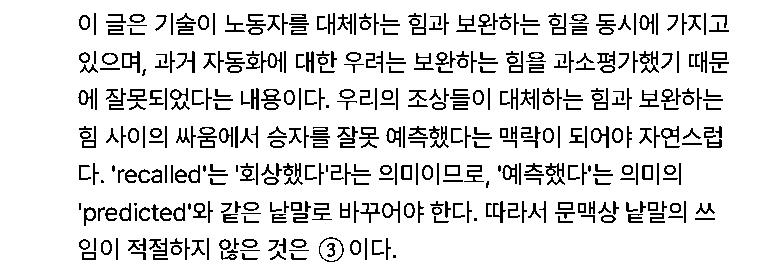 이 글은 기술이 노동자를 대체하는 힘과 보완하는 힘을 동시에 가지고
있으며, 과거 자동화에 대한 우려는 보완하는 힘을 과소평가했기 때문
에 잘못되었다는 내용이다. 우리의 조상들이 대체하는 힘과 보완하는
힘 사이의 싸움에서 승자를 잘못 예측했다는 맥락이 되어야 자연스럽
다. 'recalled'는 '회상했다'라는 의미이므로, '예측했다'는 의미의
'predicted'와 같은 낱말로 바꾸어야 한다. 따라서 문맥상 낱말의 쓰
임이 적절하지 않은 것은 ③이다.